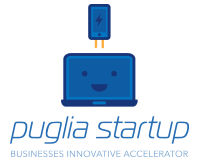 puglia startup
BUSINESSES INNOVATIVE ACCELERATOR